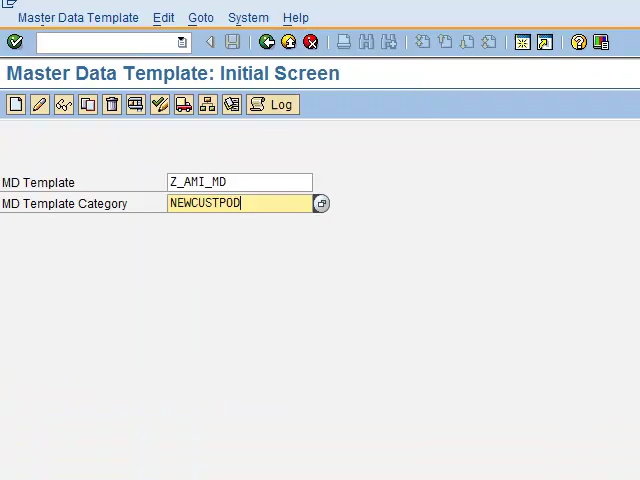 Master Data Template Edit Goto System Help
Master Data Template: Initial Screen
Log
MD Template Z_AMI_MD
MD Template Category NEWCUSTPOD